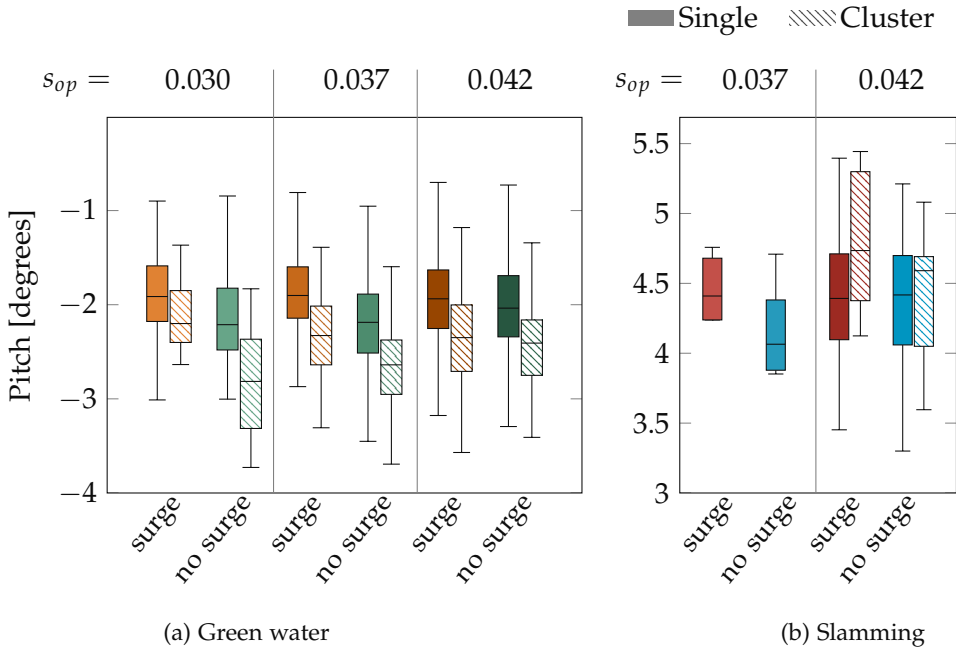 Single Cluster
s_op = 0.030 0.037 0.042
s_op = 0.037 0.042
Pitch [degrees]
−1
−2
−3
−4
surge no surge surge no surge surge no surge
(a) Green water
5.5
5
4.5
4
3.5
3
surge no surge surge no surge
(b) Slamming